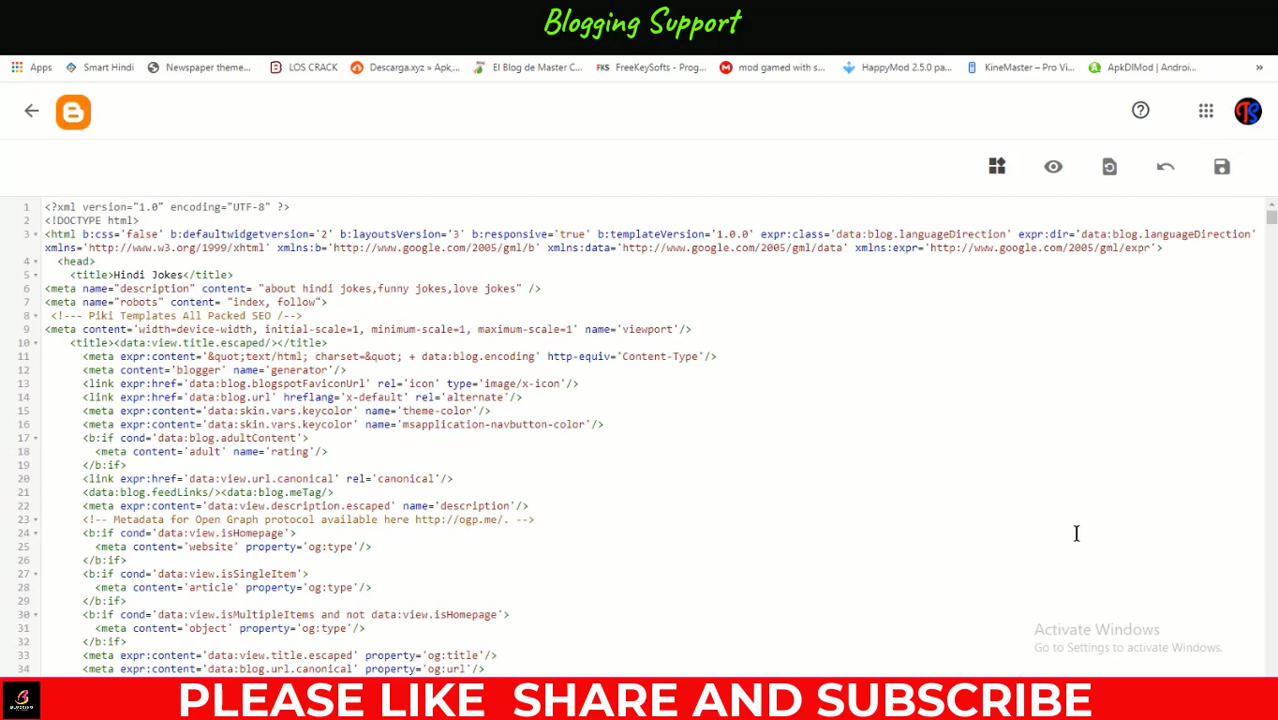 Blogging Support
Apps Smart Hindi Newspaper theme... LOS CRACK Descarga.xyz » Apk,... El Blog de Master C... FKS FreeKeySofts - Prog... mod gamed with s... HappyMod 2.5.0 pa... KineMaster – Pro Vi... ApkDlMod | Androi... »
1 <?xml version="1.0" encoding="UTF-8" ?>
2 <!DOCTYPE html>
3 <html b:css='false' b:defaultwidgetversion='2' b:layoutsVersion='3' b:responsive='true' b:templateVersion='1.0.0' expr:class='data:blog.languageDirection' expr:dir='data:blog.languageDirection'
xmlns='http://www.w3.org/1999/xhtml' xmlns:b='http://www.google.com/2005/gml/b' xmlns:data='http://www.google.com/2005/gml/data' xmlns:expr='http://www.google.com/2005/gml/expr'>
4 <head>
5 <title>Hindi Jokes</title>
6 <meta name="description" content= "about hindi jokes,funny jokes,love jokes" />
7 <meta name="robots" content= "index, follow">
8 <!--- Piki Templates All Packed SEO /-->
9 <meta content='width=device-width, initial-scale=1, minimum-scale=1, maximum-scale=1' name='viewport'/>
10 <title><data:view.title.escaped/></title>
11 <meta expr:content='&quot;text/html; charset=&quot; + data:blog.encoding' http-equiv='Content-Type'/>
12 <meta content='blogger' name='generator'/>
13 <link expr:href='data:blog.blogspotFaviconUrl' rel='icon' type='image/x-icon'/>
14 <link expr:href='data:blog.url' hreflang='x-default' rel='alternate'/>
15 <meta expr:content='data:skin.vars.keycolor' name='theme-color'/>
16 <meta expr:content='data:skin.vars.keycolor' name='msapplication-navbutton-color'/>
17 <b:if cond='data:blog.adultContent'>
18 <meta content='adult' name='rating'/>
19 </b:if>
20 <link expr:href='data:view.url.canonical' rel='canonical'/>
21 <data:blog.feedLinks/><data:blog.meTag/>
22 <meta expr:content='data:view.description.escaped' name='description'/>
23 <!-- Metadata for Open Graph protocol available here http://ogp.me/. -->
24 <b:if cond='data:view.isHomepage'>
25 <meta content='website' property='og:type'/>
26 </b:if>
27 <b:if cond='data:view.isSingleItem'>
28 <meta content='article' property='og:type'/>
29 </b:if>
30 <b:if cond='data:view.isMultipleItems and not data:view.isHomepage'>
31 <meta content='object' property='og:type'/>
32 </b:if>
33 <meta expr:content='data:view.title.escaped' property='og:title'/>
34 <meta expr:content='data:blog.url.canonical' property='og:url'/>
Activate Windows
Go to Settings to activate Windows.
PLEASE LIKE SHARE AND SUBSCRIBE